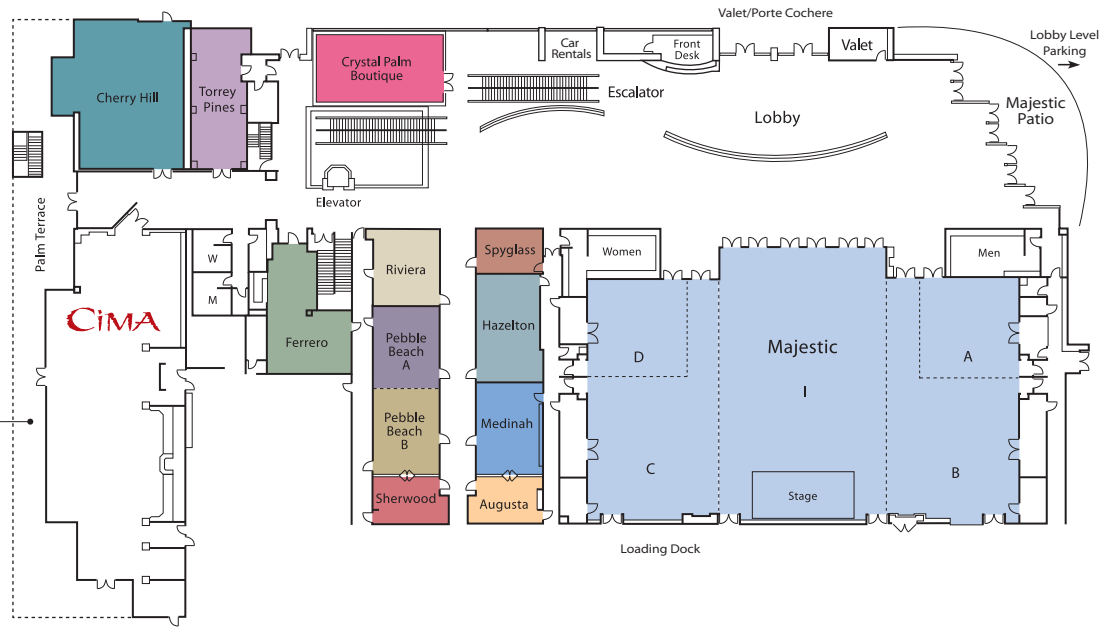 Valet/Porte Cochere
Lobby Level
Parking
Car
Rentals
Front
Desk
Valet
Crystal Palm
Boutique
Cherry Hill
Torrey
Pines
Escalator
Lobby
Majestic
Patio
Elevator
Palm Terrace
W
M
CiMA
Ferrero
Riviera
Pebble
Beach
A
Pebble
Beach
B
Sherwood
Spyglass
Hazelton
Medinah
Augusta
Women
Men
D
Majestic
A
I
C
B
Stage
Loading Dock